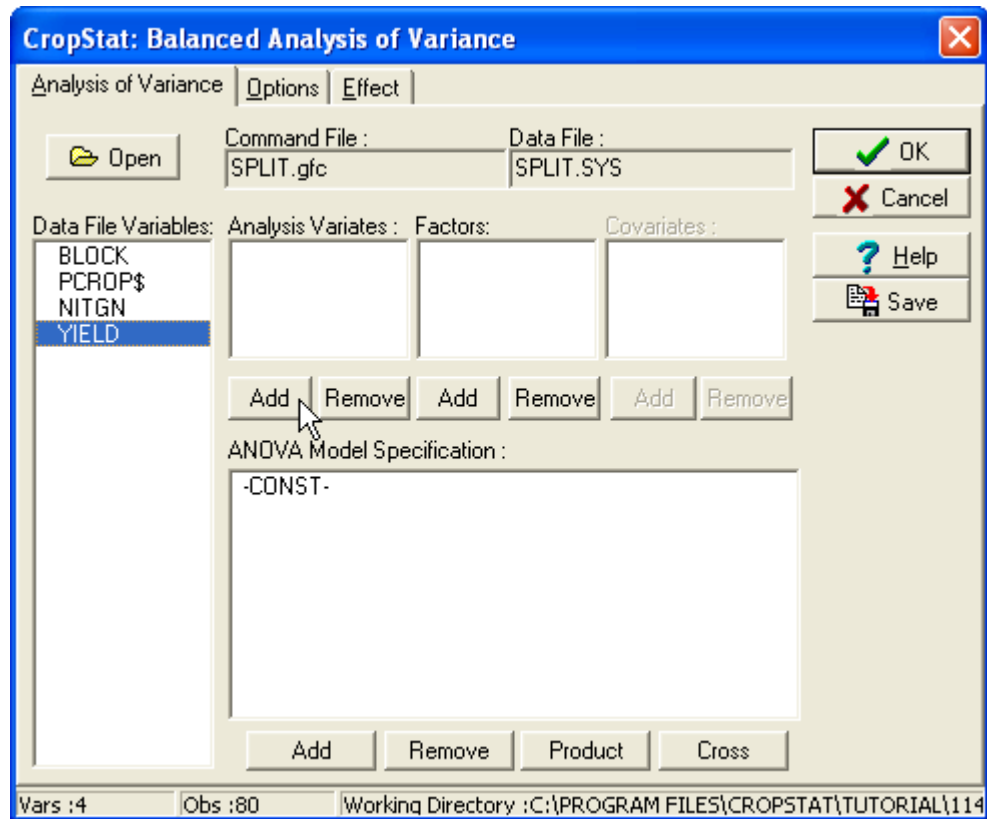 CropStat: Balanced Analysis of Variance
Analysis of Variance Options Effect
Open
Command File :
SPLIT.gfc
Data File :
SPLIT.SYS
OK
Cancel
Help
Save
Data File Variables:
BLOCK
PCROP$
NITGN
YIELD
Analysis Variates :
Factors:
Covariates :
Add Remove Add Remove Add Remove
ANOVA Model Specification :
-CONST-
Add Remove Product Cross
Vars :4 Obs :80 Working Directory :C:\PROGRAM FILES\CROPSTAT\TUTORIAL\114